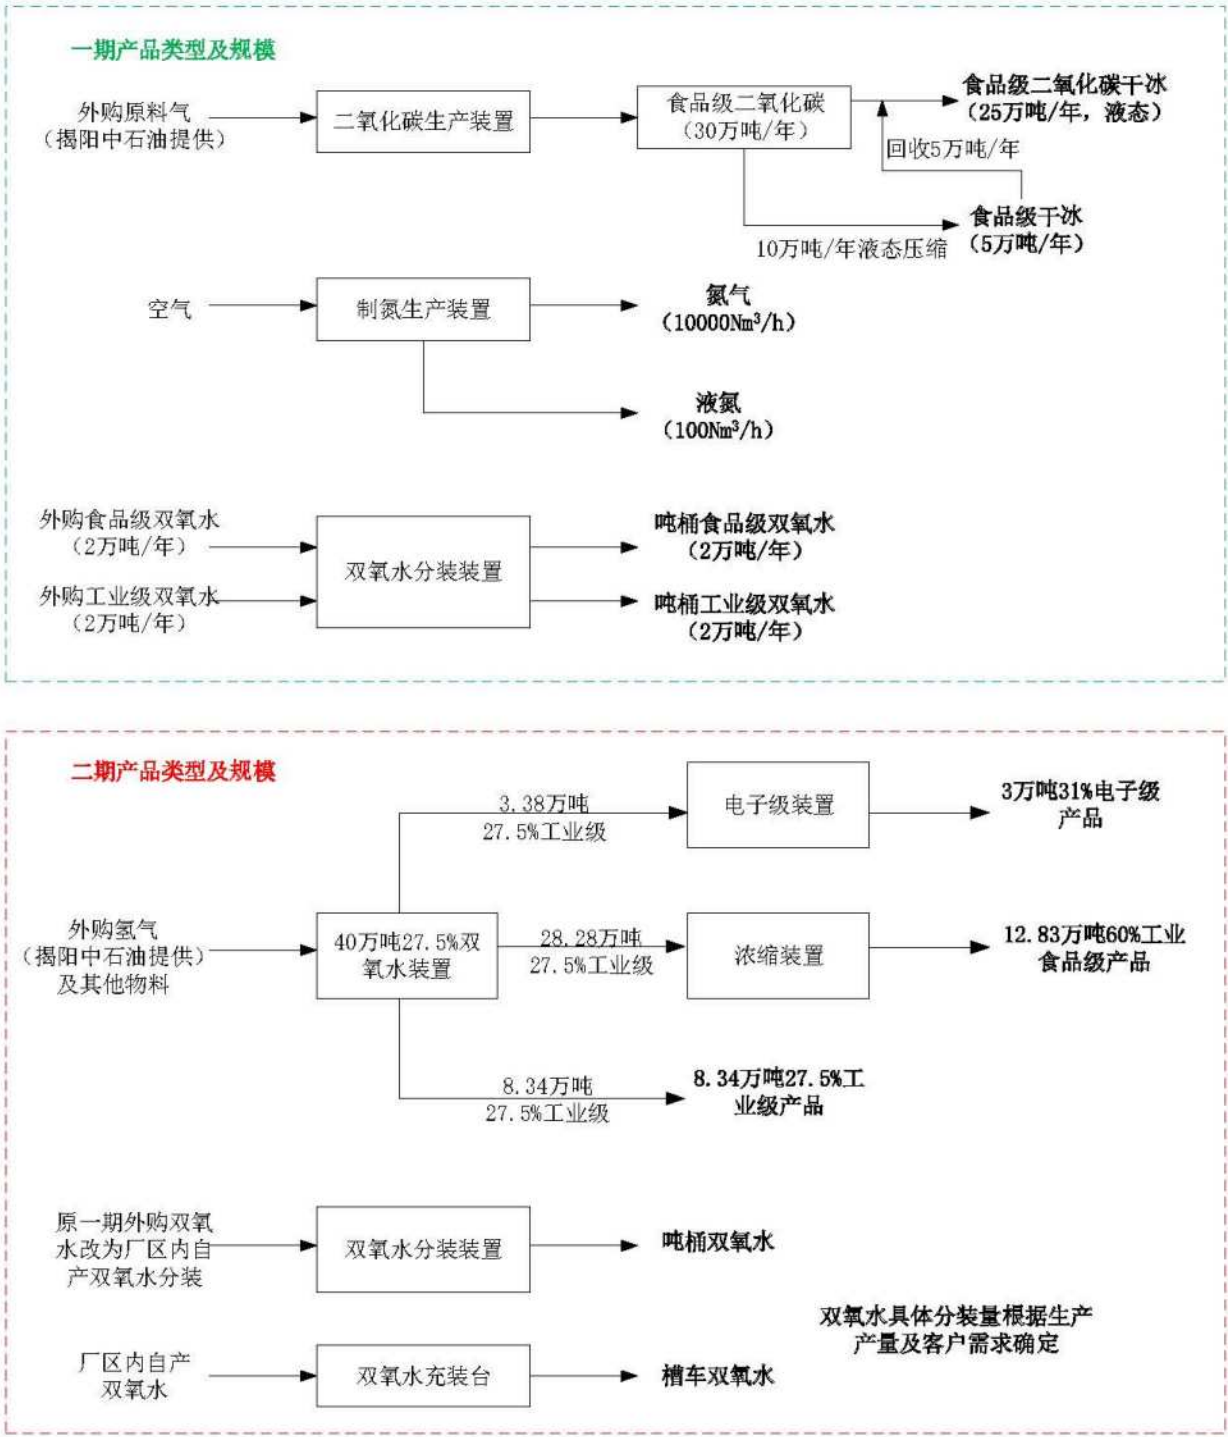 一期产品类型及规模
外购原料气
（揭阳中石油提供）
二氧化碳生产装置
食品级二氧化碳
（30万吨/年）
食品级二氧化碳干冰
（25万吨/年，液态）
回收5万吨/年
食品级干冰
（5万吨/年）
10万吨/年液态压缩
空气
制氮生产装置
氮气
（10000Nm³/h）
液氮
（100Nm³/h）
外购食品级双氧水
（2万吨/年）
外购工业级双氧水
（2万吨/年）
双氧水分装装置
吨桶食品级双氧水
（2万吨/年）
吨桶工业级双氧水
（2万吨/年）
二期产品类型及规模
3.38万吨
27.5%工业级
电子级装置
3万吨31%电子级
产品
外购氢气
（揭阳中石油提供）
及其他物料
40万吨27.5%双
氧水装置
28.28万吨
27.5%工业级
浓缩装置
12.83万吨60%工业
食品级产品
8.34万吨
27.5%工业级
8.34万吨27.5%工
业级产品
原一期外购双氧
水改为厂区内自
产双氧水分装
双氧水分装装置
吨桶双氧水
双氧水具体分装量根据生产
产量及客户需求确定
厂区内自产
双氧水
双氧水充装台
槽车双氧水